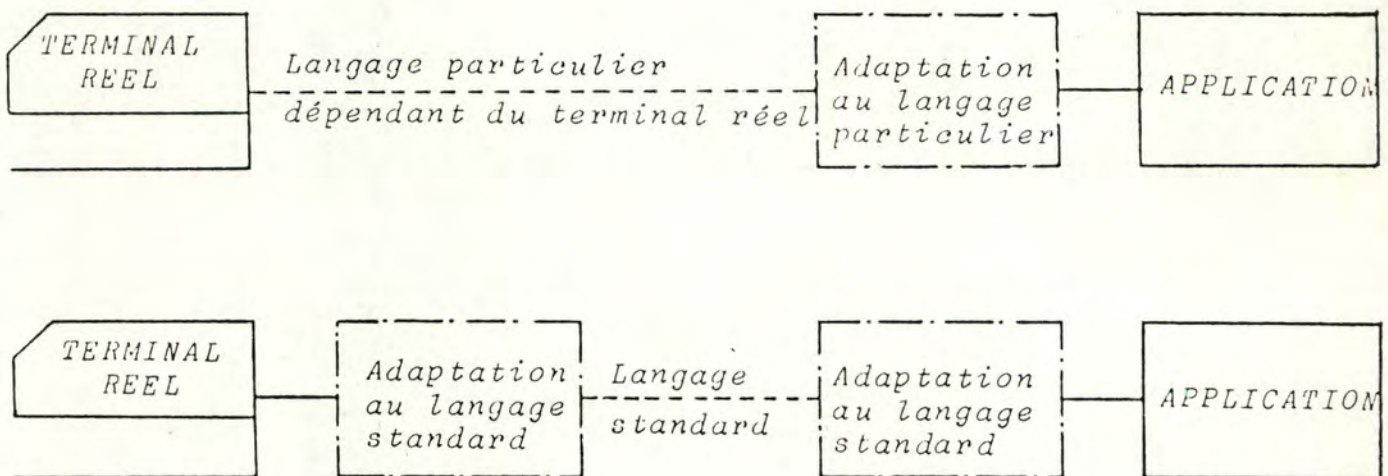 TERMINAL
REEL
Langage particulier
dépendant du terminal réel
Adaptation
au langage
particulier
APPLICATION
TERMINAL
REEL
Adaptation
au langage
standard
Langage
standard
Adaptation
au langage
standard
APPLICATION